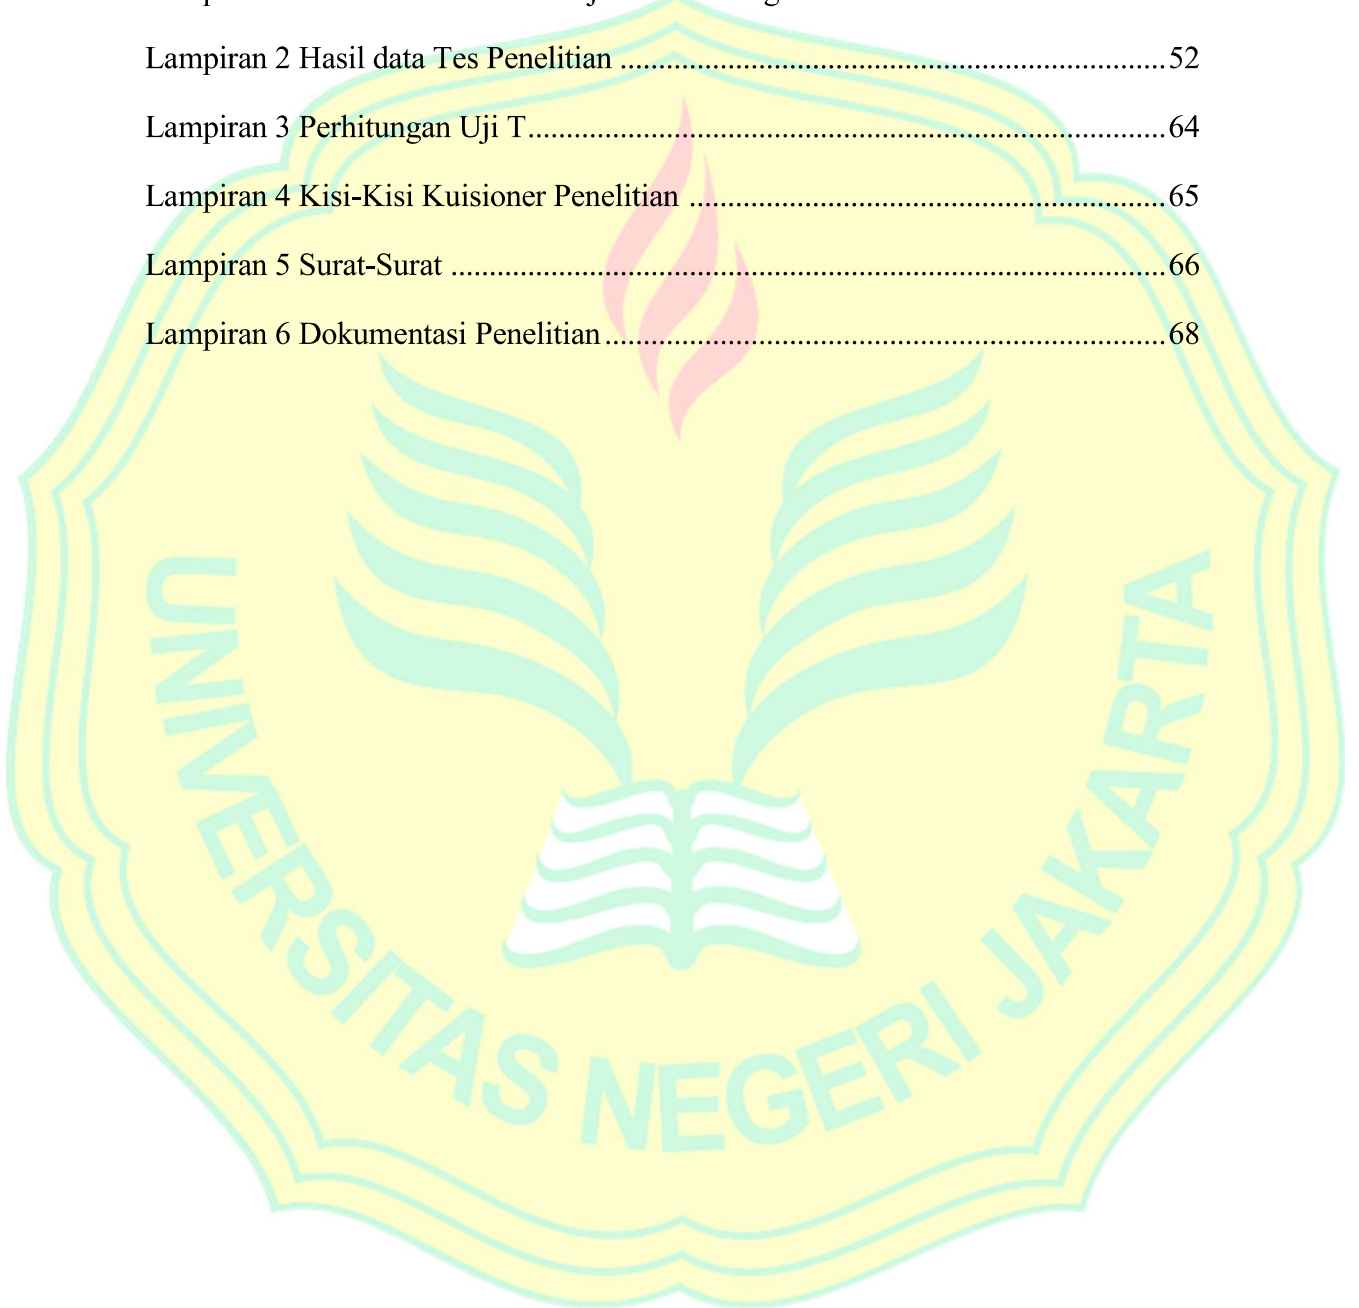 Lampiran 2 Hasil data Tes Penelitian ......................................................................52
Lampiran 3 Perhitungan Uji T..................................................................................64
Lampiran 4 Kisi-Kisi Kuisioner Penelitian .............................................................65
Lampiran 5 Surat-Surat ............................................................................................66
Lampiran 6 Dokumentasi Penelitian........................................................................68
UNIVERSITAS NEGERI JAKARTA